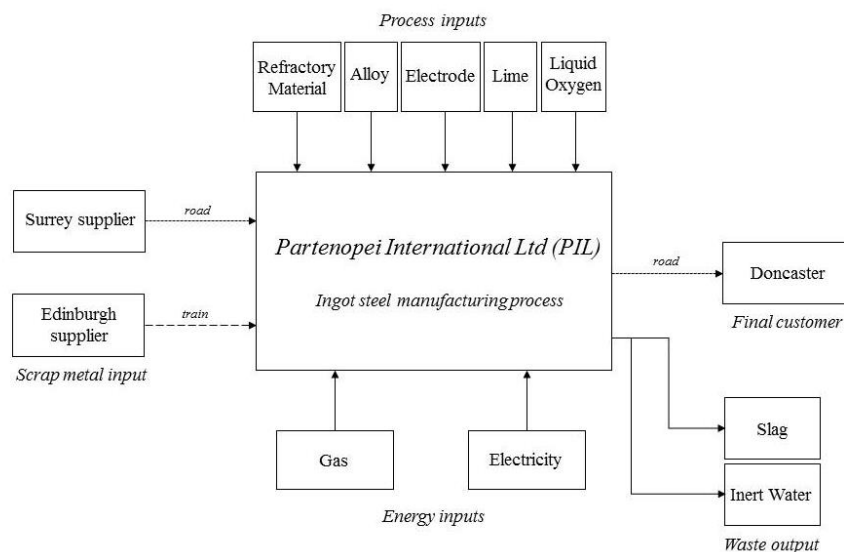 Process inputs
Refractory
Material
Alloy
Electrode
Lime
Liquid
Oxygen
Surrey supplier
road
Partenopei International Ltd (PIL)
Ingot steel manufacturing process
road
Doncaster
Final customer
Edinburgh
supplier
train
Scrap metal input
Gas
Electricity
Energy inputs
Slag
Inert Water
Waste output